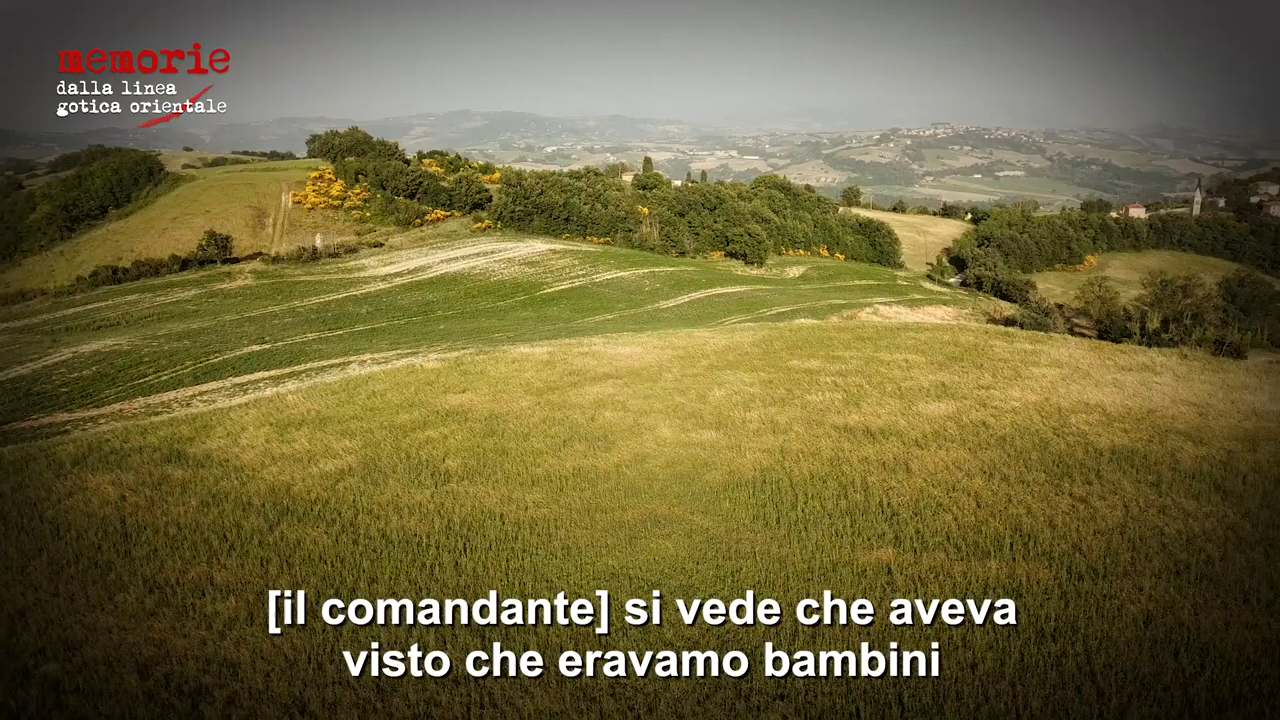 memorie
dalla linea
gotica orientale
[il comandante] si vede che aveva
visto che eravamo bambini